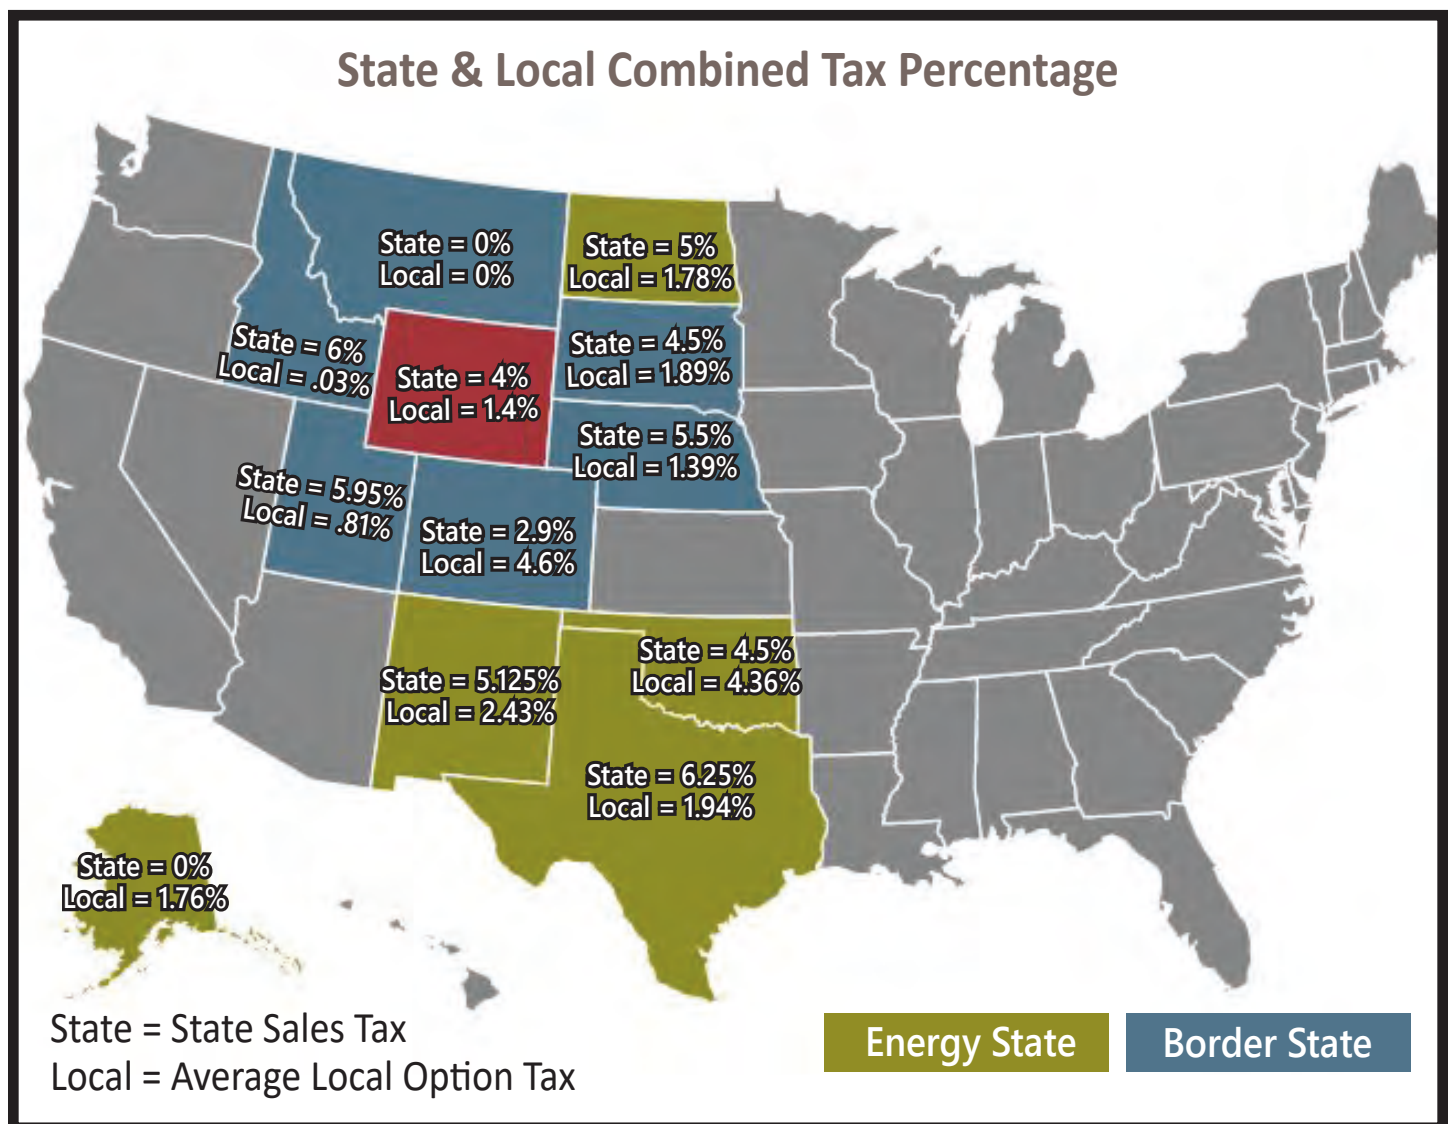 State & Local Combined Tax Percentage
State = 0%
Local = 0%
State = 5%
Local = 1.78%
State = 6%
Local = .03%
State = 4%
Local = 1.4%
State = 4.5%
Local = 1.89%
State = 5.5%
Local = 1.39%
State = 5.95%
Local = .81%
State = 2.9%
Local = 4.6%
State = 5.125%
Local = 2.43%
State = 4.5%
Local = 4.36%
State = 6.25%
Local = 1.94%
State = 0%
Local = 1.76%
State = State Sales Tax
Local = Average Local Option Tax
Energy State
Border State